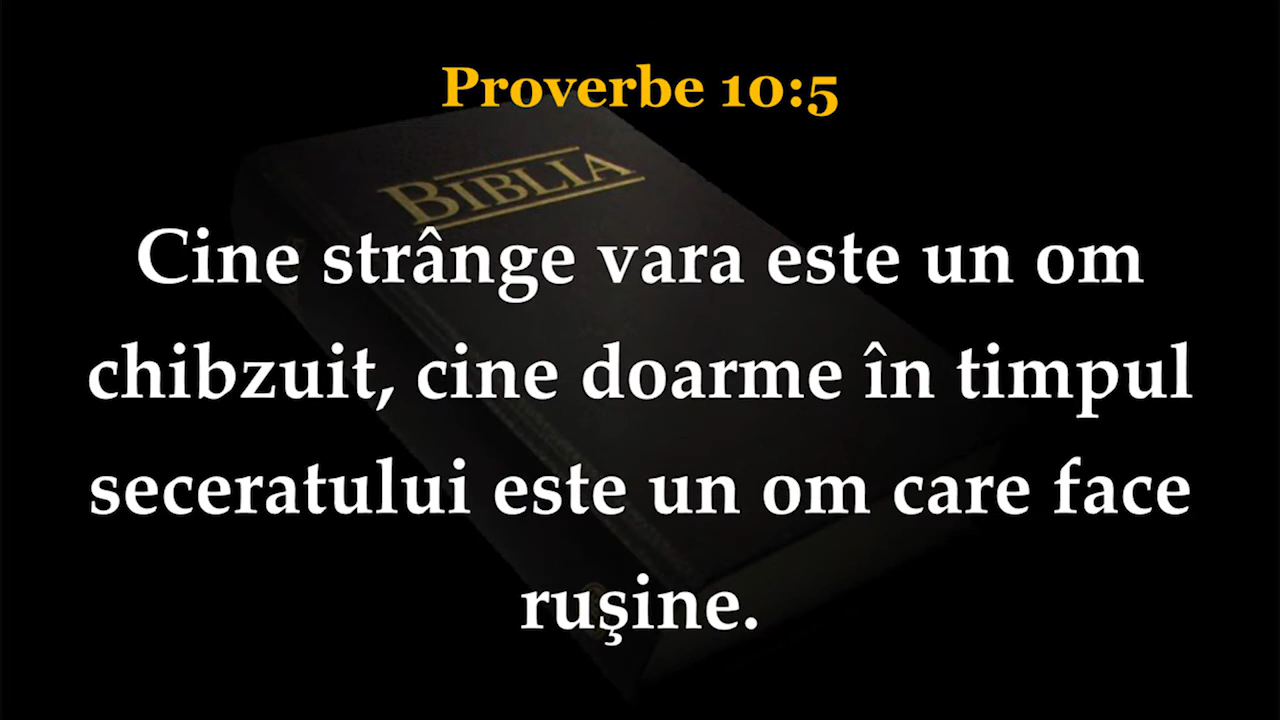 Proverbe 10:5
BIBLIA
Cine strânge vara este un om
chibzuit, cine doarme în timpul
seceratului este un om care face
ruşine.